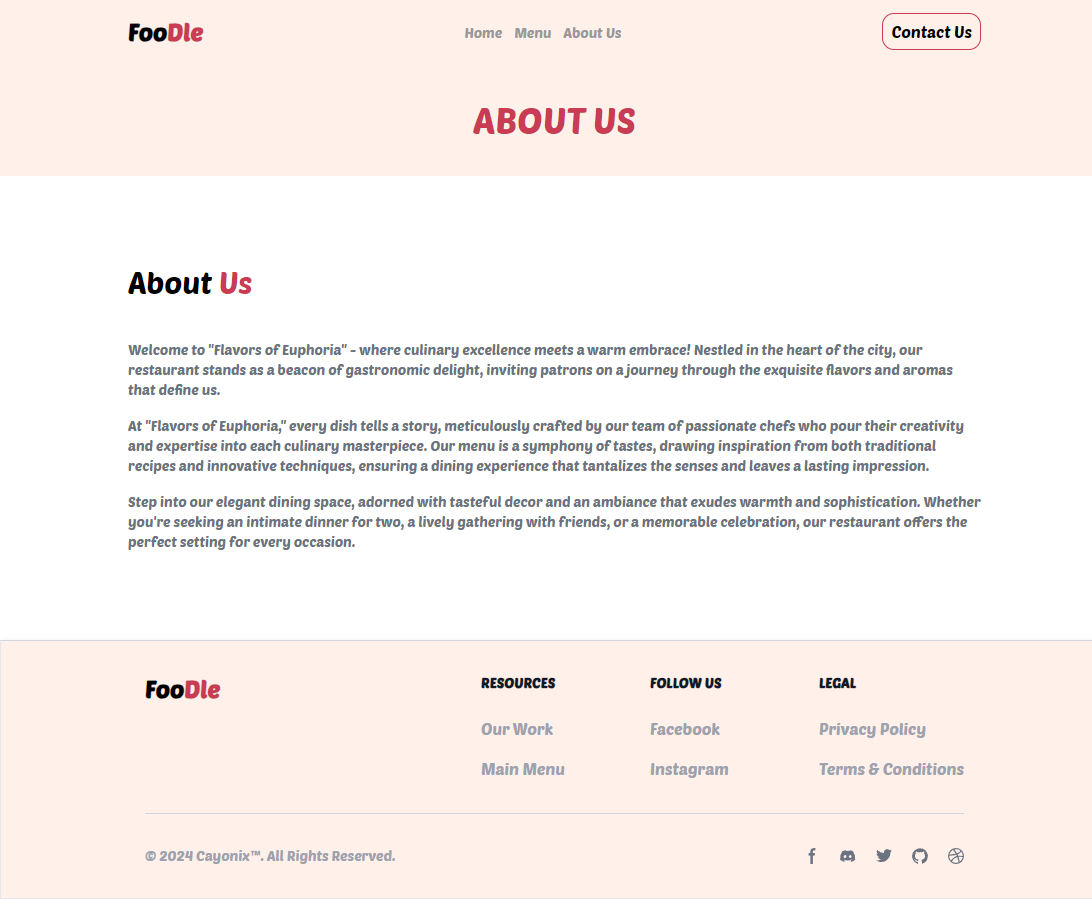 FooDle
Home Menu About Us
Contact Us
ABOUT US
About Us
Welcome to "Flavors of Euphoria" - where culinary excellence meets a warm embrace! Nestled in the heart of the city, our
restaurant stands as a beacon of gastronomic delight, inviting patrons on a journey through the exquisite flavors and aromas
that define us.
At "Flavors of Euphoria," every dish tells a story, meticulously crafted by our team of passionate chefs who pour their creativity
and expertise into each culinary masterpiece. Our menu is a symphony of tastes, drawing inspiration from both traditional
recipes and innovative techniques, ensuring a dining experience that tantalizes the senses and leaves a lasting impression.
Step into our elegant dining space, adorned with tasteful decor and an ambiance that exudes warmth and sophistication. Whether
you're seeking an intimate dinner for two, a lively gathering with friends, or a memorable celebration, our restaurant offers the
perfect setting for every occasion.
FooDle
RESOURCES
Our Work
Main Menu
FOLLOW US
Facebook
Instagram
LEGAL
Privacy Policy
Terms & Conditions
© 2024 Cayonix™. All Rights Reserved.